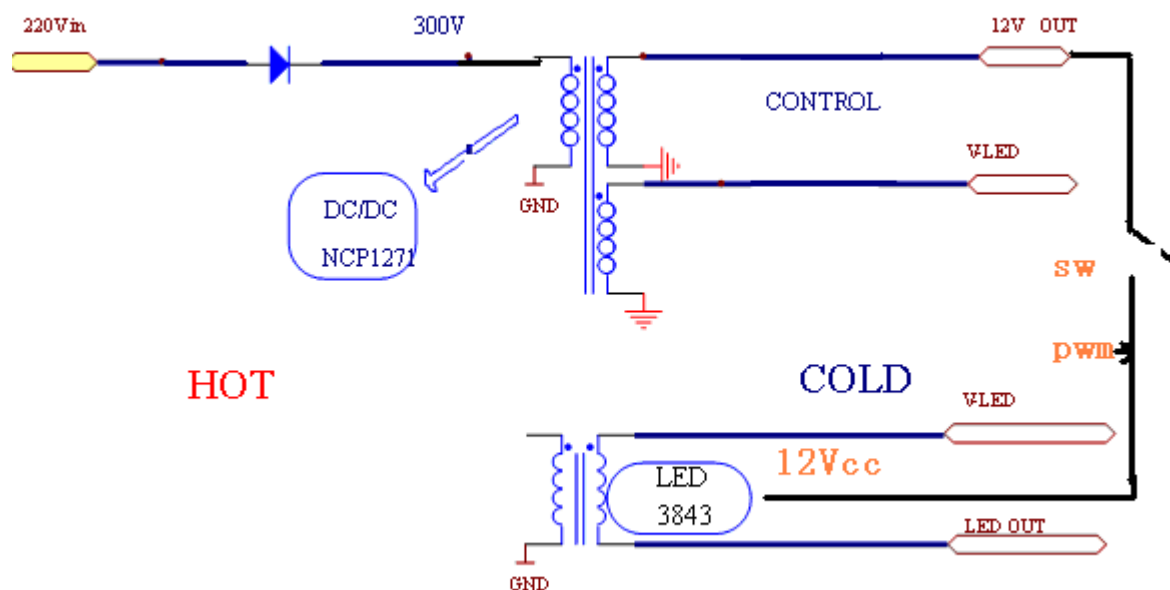 220Vin
300V
12V OUT
CONTROL
V-LED
GND
DC/DC
NCP1271
sw
pwm
HOT
COLD
V-LED
12Vcc
LED
3843
LED OUT
GND